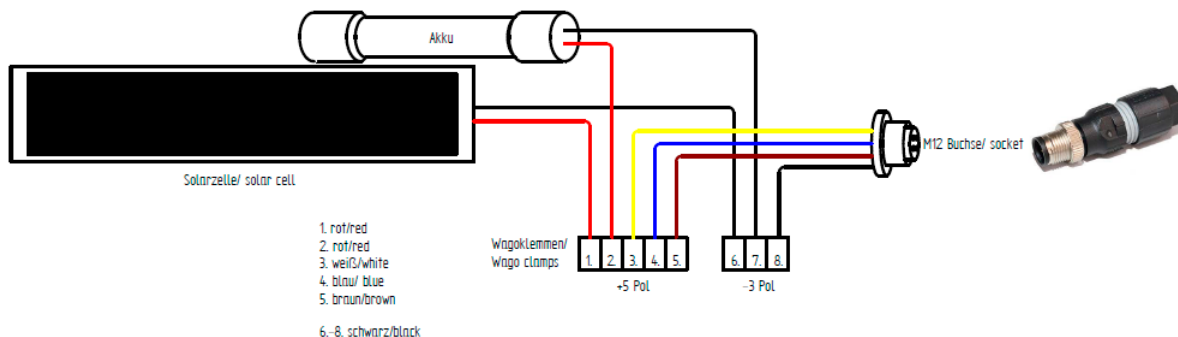 Akku
M12 Buchse/ socket
Solarzelle/ solar cell
1. rot/red
2. rot/red
3. weiß/white
4. blau/ blue
5. braun/brown
6.-8. schwarz/black
Wagoklemmen/
Wago clamps
1. 2. 3. 4. 5. 6. 7. 8.
+5 Pol -3 Pol